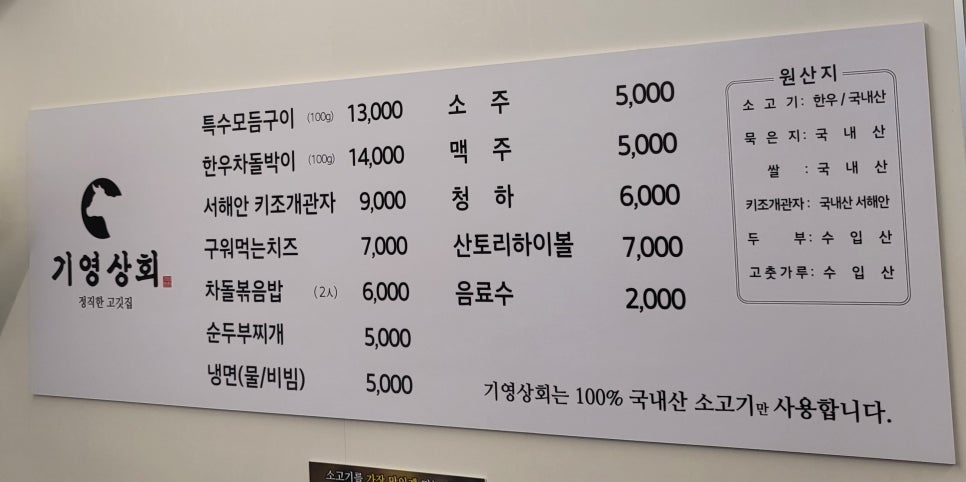 기영상회
정직한 고깃집
특수모듬구이 (100g) 13,000
한우차돌박이 (100g) 14,000
서해안 키조개관자 9,000
구워먹는치즈 7,000
차돌볶음밥 (2人) 6,000
순두부찌개 5,000
냉면(물/비빔) 5,000
소 주 5,000
맥 주 5,000
청 하 6,000
산토리하이볼 7,000
음료수 2,000
원산지
소 고 기: 한우/국내산
묵 은 지: 국 내 산
쌀 : 국 내 산
키조개관자: 국내산 서해안
두 부: 수 입 산
고춧가루: 수 입 산
기영상회는 100% 국내산 소고기만 사용합니다.
소고기를 가장